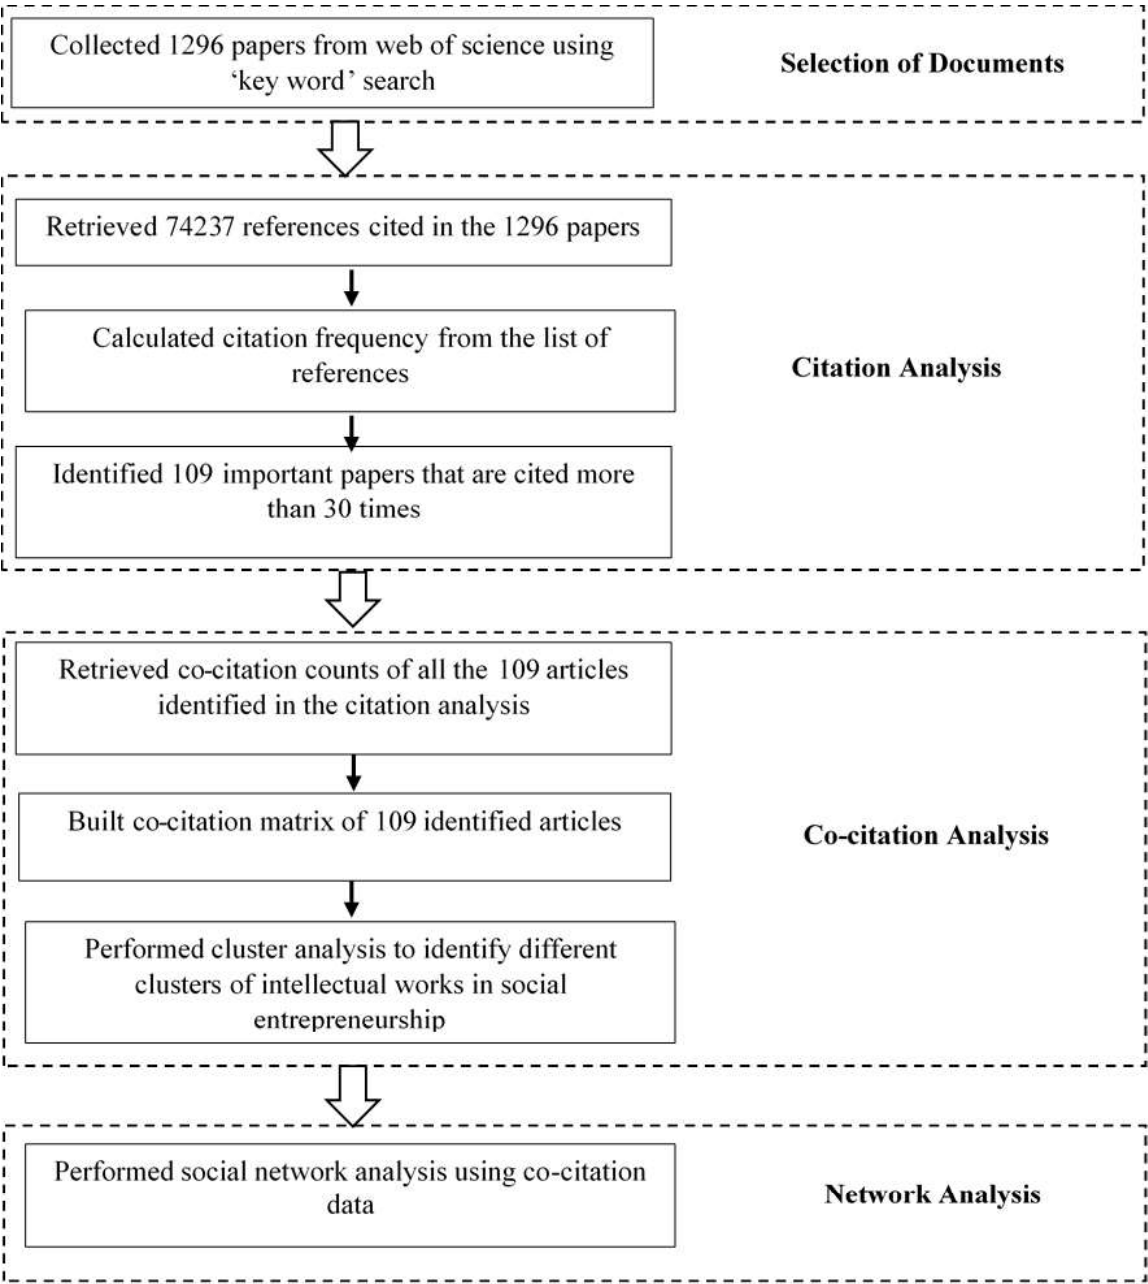 Collected 1296 papers from web of science using
‘key word’ search
Selection of Documents
Retrieved 74237 references cited in the 1296 papers
Calculated citation frequency from the list of
references
Citation Analysis
Identified 109 important papers that are cited more
than 30 times
Retrieved co-citation counts of all the 109 articles
identified in the citation analysis
Built co-citation matrix of 109 identified articles
Co-citation Analysis
Performed cluster analysis to identify different
clusters of intellectual works in social
entrepreneurship
Performed social network analysis using co-citation
data
Network Analysis